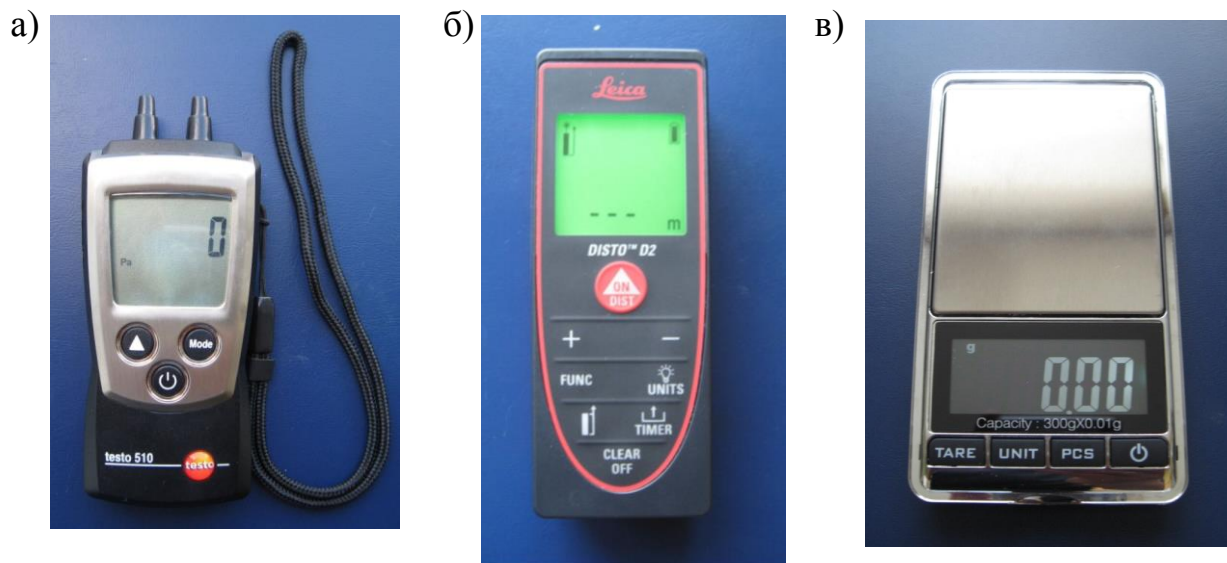 а)
0
Pa
Mode
testo 510
testo
б)
Leica
- - -
m
DISTO™ D2
ON
DIST
+ −
FUNC
UNITS
TIMER
CLEAR
OFF
в)
g
0.00
Capacity : 300gX0.01g
TARE UNIT PCS